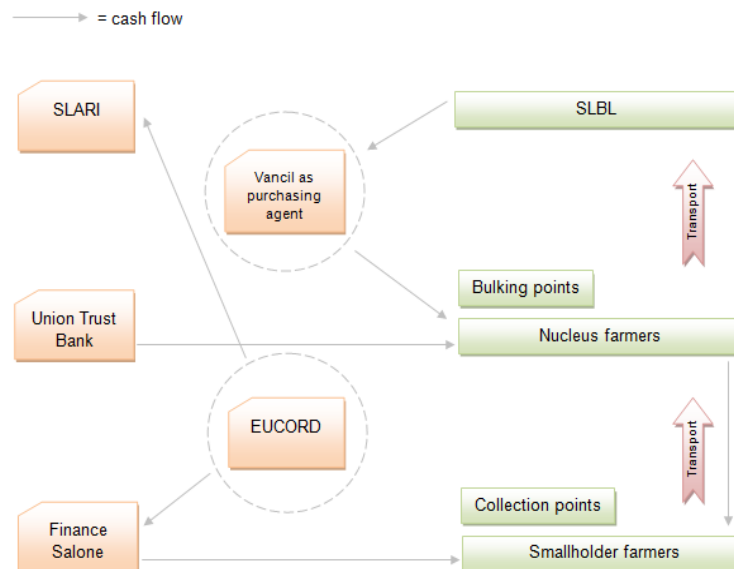 = cash flow
SLARI
SLBL
Vancil as
purchasing
agent
Transport
Bulking points
Union Trust
Bank
Nucleus farmers
EUCORD
Transport
Collection points
Finance
Salone
Smallholder farmers